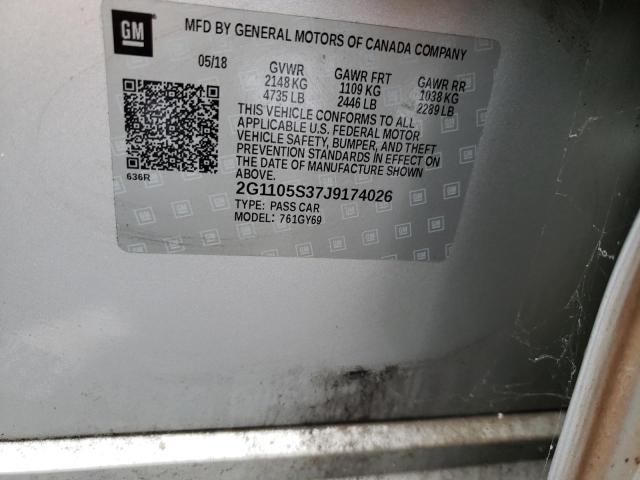 GM
MFD BY GENERAL MOTORS OF CANADA COMPANY
05/18 GVWR GAWR FRT GAWR RR
2148 KG 1109 KG 1038 KG
4735 LB 2446 LB 2289 LB
THIS VEHICLE CONFORMS TO ALL
APPLICABLE U.S. FEDERAL MOTOR
VEHICLE SAFETY, BUMPER, AND THEFT
PREVENTION STANDARDS IN EFFECT ON
THE DATE OF MANUFACTURE SHOWN
ABOVE.
636R
2G1105S37J9174026
TYPE: PASS CAR
MODEL: 761GY69